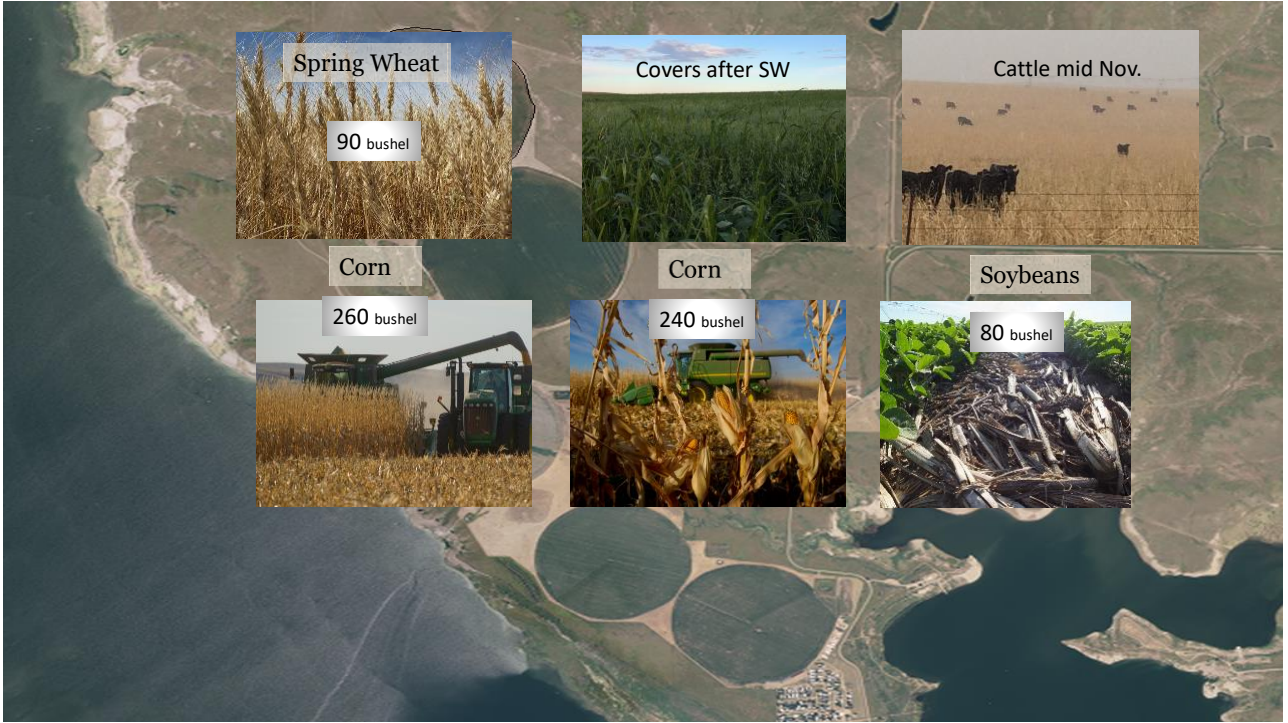 Spring Wheat
90 bushel
Covers after SW
Cattle mid Nov.
Corn
260 bushel
Corn
240 bushel
Soybeans
80 bushel